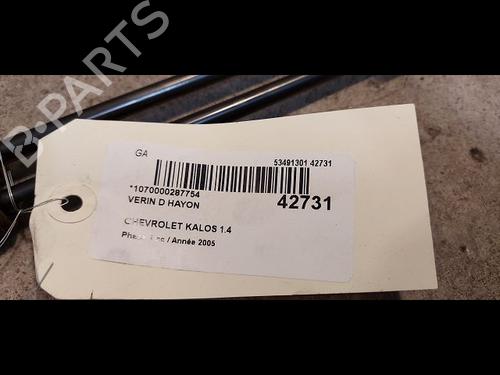 B-PARTS
GA
53491301 42731
*1070000287754
VERIN D HAYON
42731
CHEVROLET KALOS 1.4
/ Année 2005